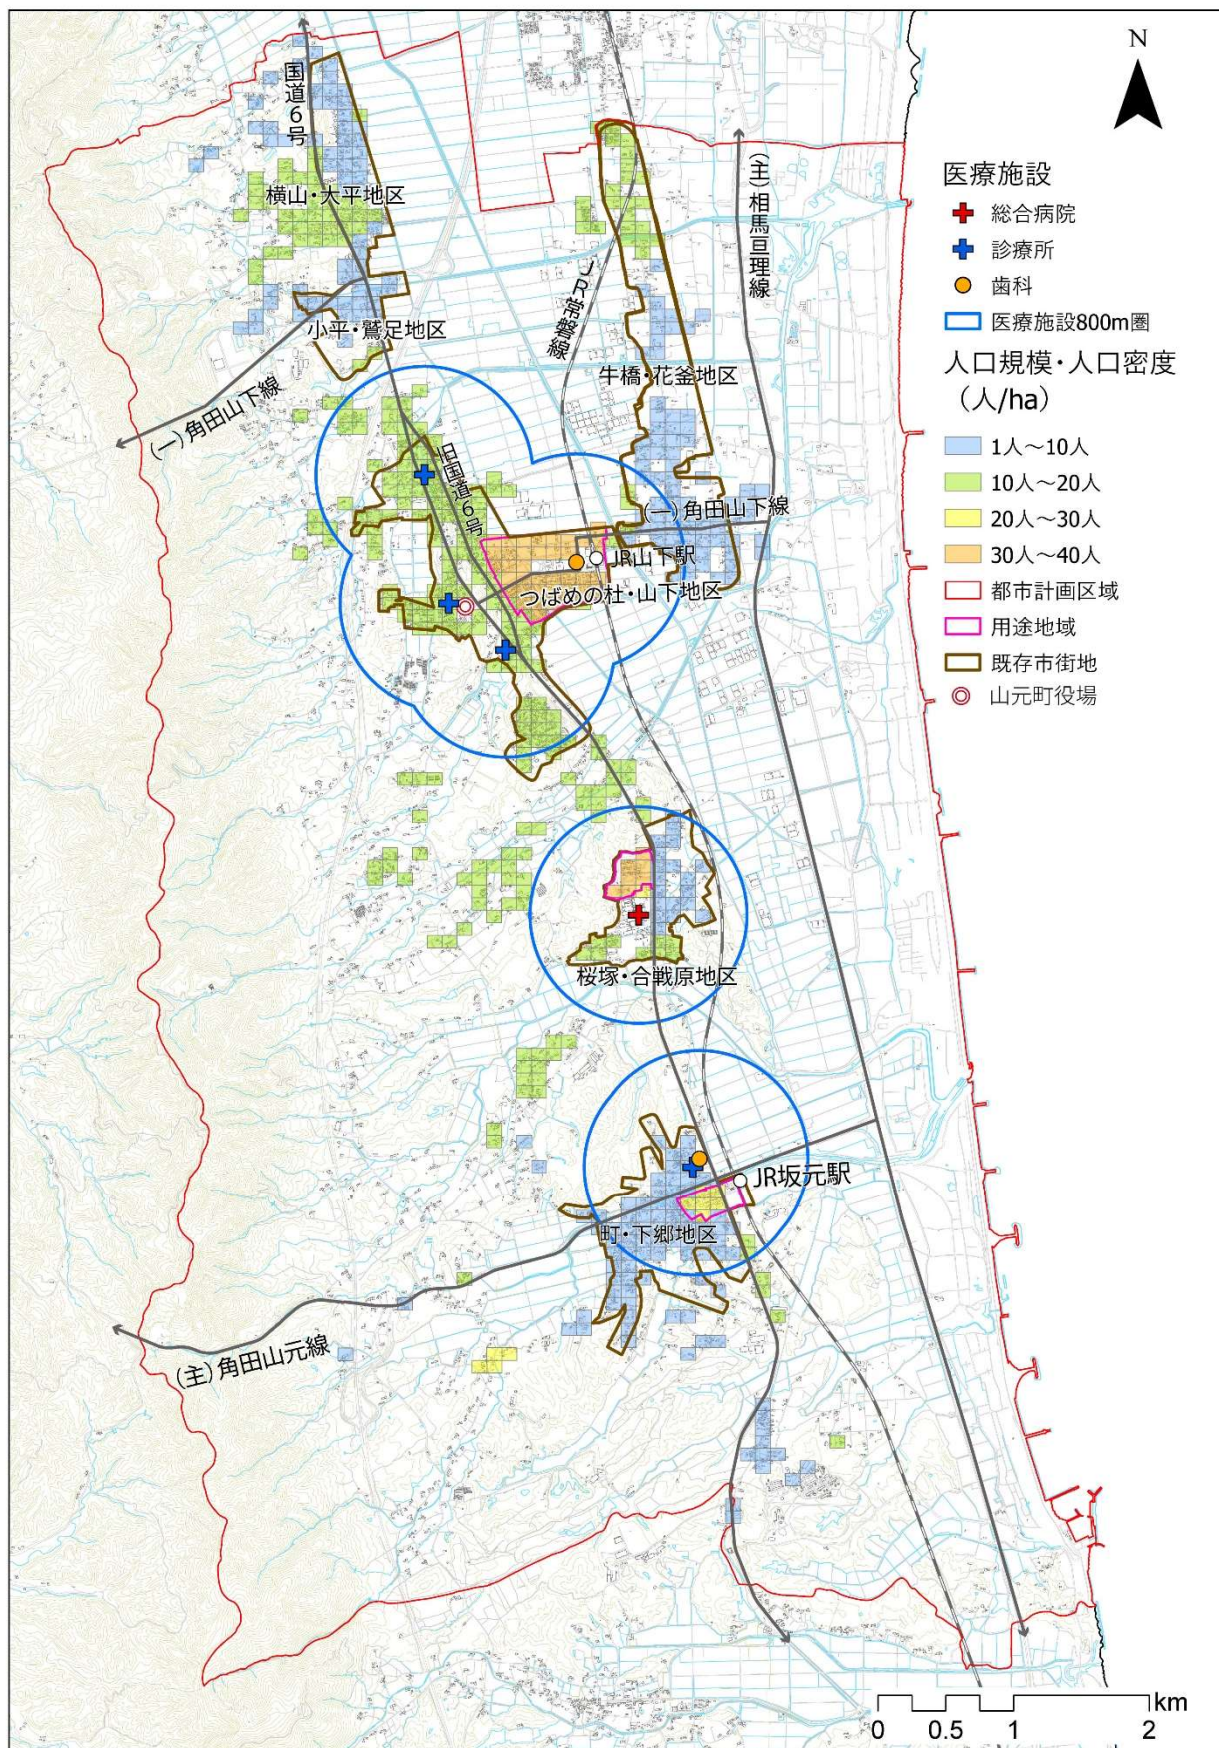 N
医療施設
総合病院
診療所
歯科
医療施設800m圏
人口規模・人口密度
（人/ha）
1人～10人
10人～20人
20人～30人
30人～40人
都市計画区域
用途地域
既存市街地
山元町役場
国道6号
横山・大平地区
小平・鷲足地区
(一)角田山下線
旧国道6号
JR常磐線
(主)相馬亘理線
牛橋・花釜地区
(一)角田山下線
JR山下駅
つばめの杜・山下地区
桜塚・合戦原地区
JR坂元駅
町・下郷地区
(主)角田山元線
km
0 0.5 1 2